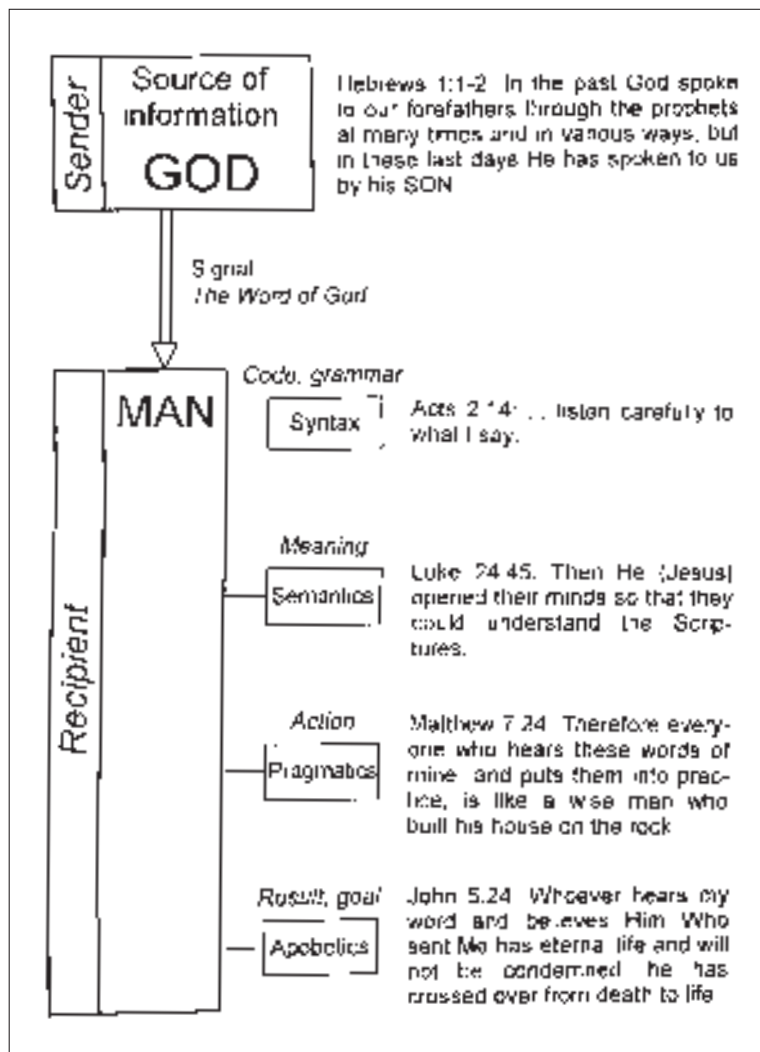 Sender
Source of
information
GOD
Hebrews 1:1-2 In the past God spoke
to our forefathers through the prophets
at many times and in various ways, but
in these last days He has spoken to us
by his SON
Signal
The Word of God
Recipient
MAN
Code, grammar
Syntax
Acts 2:14: ... listen carefully to
what I say.
Meaning
Semantics
Luke 24:45. Then He (Jesus)
opened their minds so that they
could understand the Scrip-
tures.
Action
Pragmatics
Matthew 7:24 Therefore every-
one who hears these words of
mine and puts them into prac-
tice, is like a wise man who
built his house on the rock
Result, goal
Apobetics
John 5:24 Whoever hears my
word and believes Him Who
sent Me has eternal life and will
not be condemned he has
crossed over from death to life